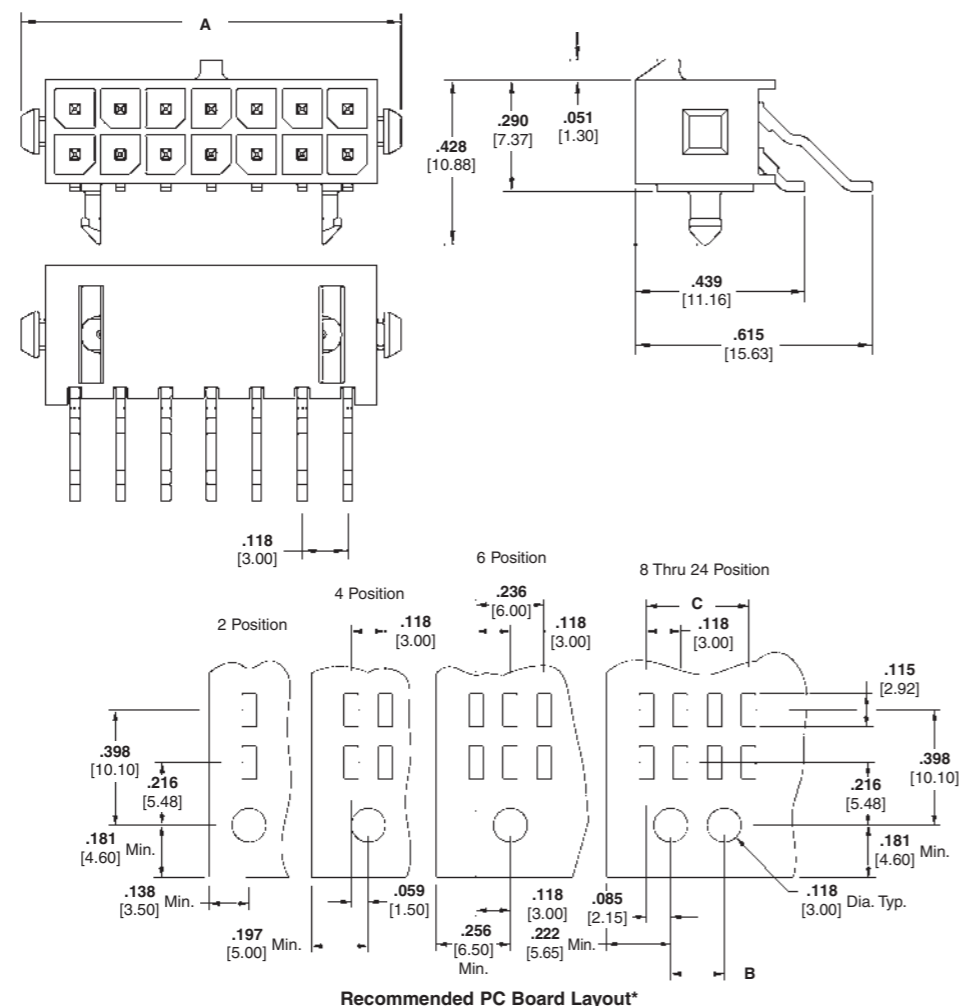 A
.428
[10.88]
.290
[7.37]
.051
[1.30]
.439
[11.16]
.615
[15.63]
.118
[3.00]
2 Position
4 Position
6 Position
8 Thru 24 Position
.118
[3.00]
.236
[6.00]
.118
[3.00]
C
.118
[3.00]
.115
[2.92]
.398
[10.10]
.216
[5.48]
.181
[4.60] Min.
.138
[3.50] Min.
.197
[5.00] Min.
.059
[1.50]
.118
[3.00]
.256
[6.50]
Min.
.085
[2.15]
.222
[5.65] Min.
B
.118
[3.00] Dia. Typ.
.398
[10.10]
.216
[5.48]
.181
[4.60] Min.
Recommended PC Board Layout*